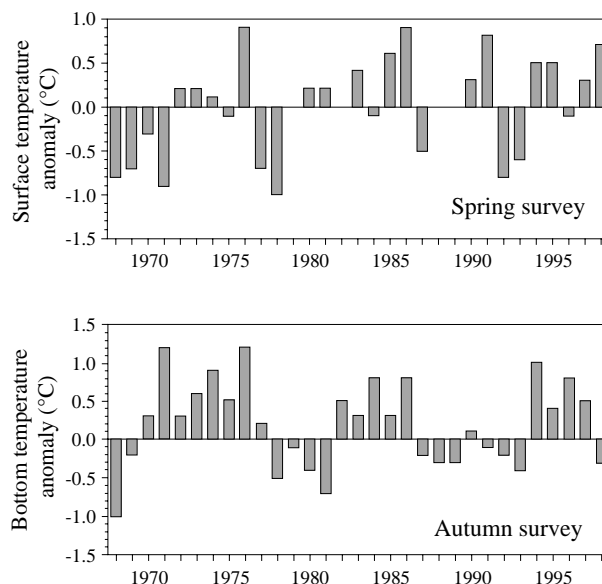 Surface temperature
anomaly (°C)
1.0
0.5
0.0
-0.5
-1.0
-1.5
Spring survey
1970 1975 1980 1985 1990 1995
Bottom temperature
anomaly (°C)
1.5
1.0
0.5
0.0
-0.5
-1.0
-1.5
Autumn survey
1970 1975 1980 1985 1990 1995